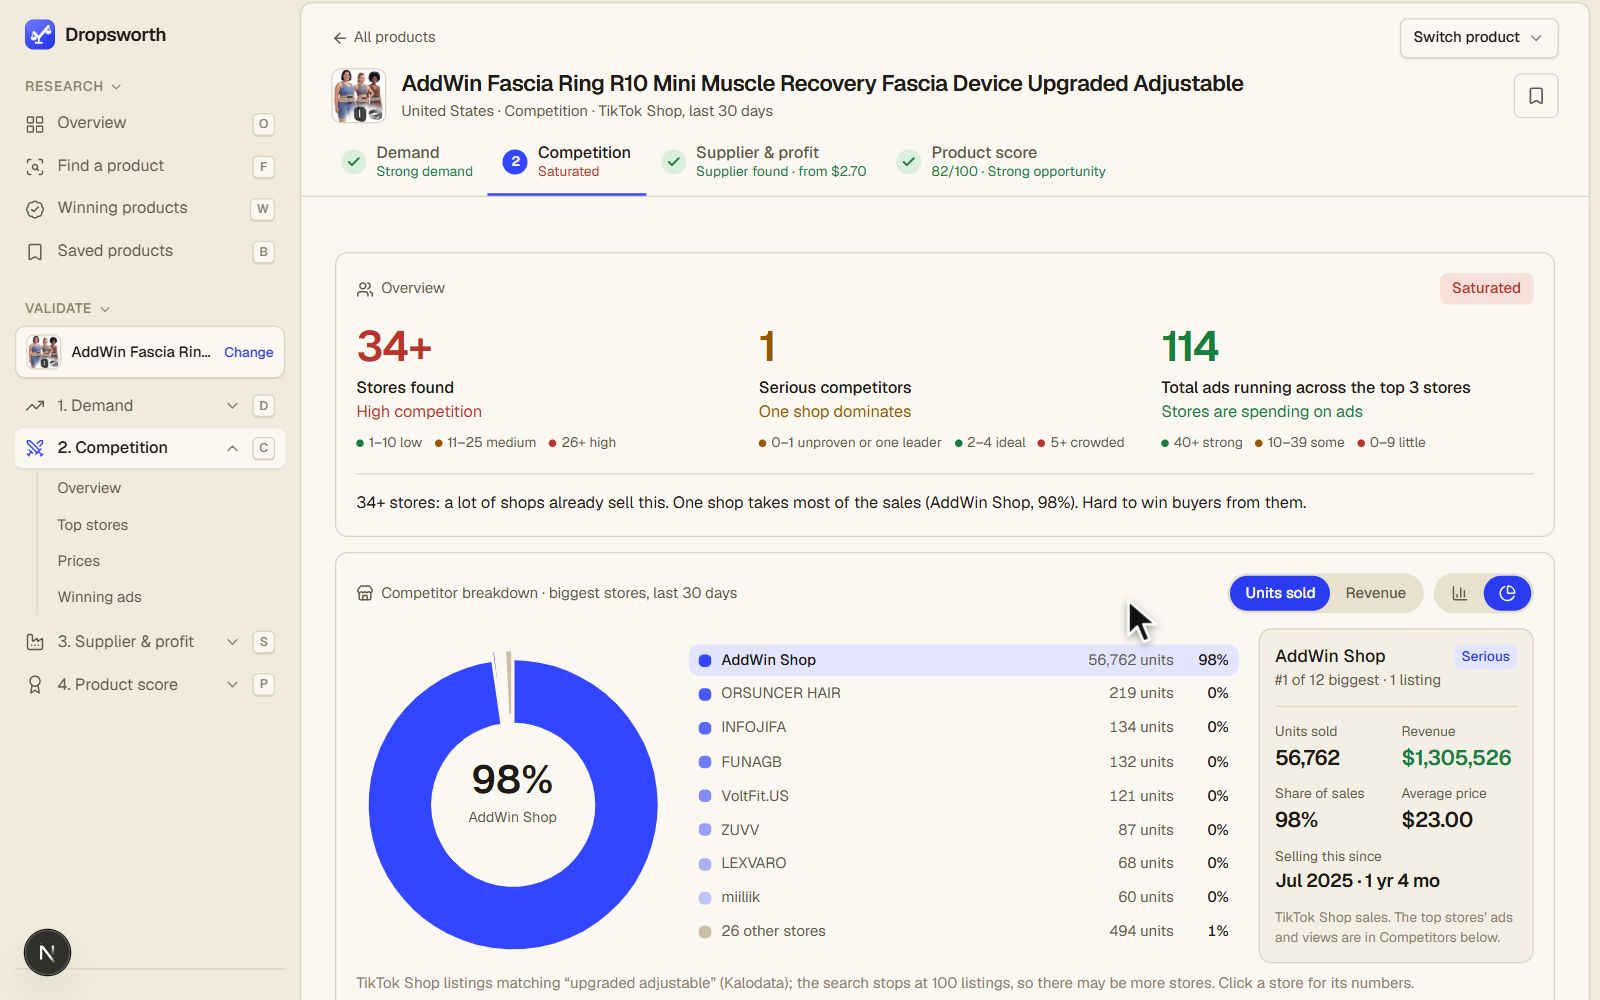 Dropsworth
RESEARCH
Overview O
Find a product F
Winning products W
Saved products B
VALIDATE
AddWin Fascia Rin... Change
1. Demand D
2. Competition C
Overview
Top stores
Prices
Winning ads
3. Supplier & profit S
4. Product score P
N
All products
Switch product
AddWin Fascia Ring R10 Mini Muscle Recovery Fascia Device Upgraded Adjustable
United States · Competition · TikTok Shop, last 30 days
Demand
Strong demand
2 Competition
Saturated
Supplier & profit
Supplier found · from $2.70
Product score
82/100 · Strong opportunity
Overview
Saturated
34+
Stores found
High competition
1–10 low 11–25 medium 26+ high
1
Serious competitors
One shop dominates
0–1 unproven or one leader 2–4 ideal 5+ crowded
114
Total ads running across the top 3 stores
Stores are spending on ads
40+ strong 10–39 some 0–9 little
34+ stores: a lot of shops already sell this. One shop takes most of the sales (AddWin Shop, 98%). Hard to win buyers from them.
Competitor breakdown · biggest stores, last 30 days
Units sold Revenue
98%
AddWin Shop
AddWin Shop 56,762 units 98%
ORSUNCER HAIR 219 units 0%
INFOJIFA 134 units 0%
FUNAGB 132 units 0%
VoltFit.US 121 units 0%
ZUVV 87 units 0%
LEXVARO 68 units 0%
miiliik 60 units 0%
26 other stores 494 units 1%
AddWin Shop Serious
#1 of 12 biggest · 1 listing
Units sold Revenue
56,762 $1,305,526
Share of sales Average price
98% $23.00
Selling this since
Jul 2025 · 1 yr 4 mo
TikTok Shop sales. The top stores' ads
and views are in Competitors below.
TikTok Shop listings matching “upgraded adjustable” (Kalodata); the search stops at 100 listings, so there may be more stores. Click a store for its numbers.